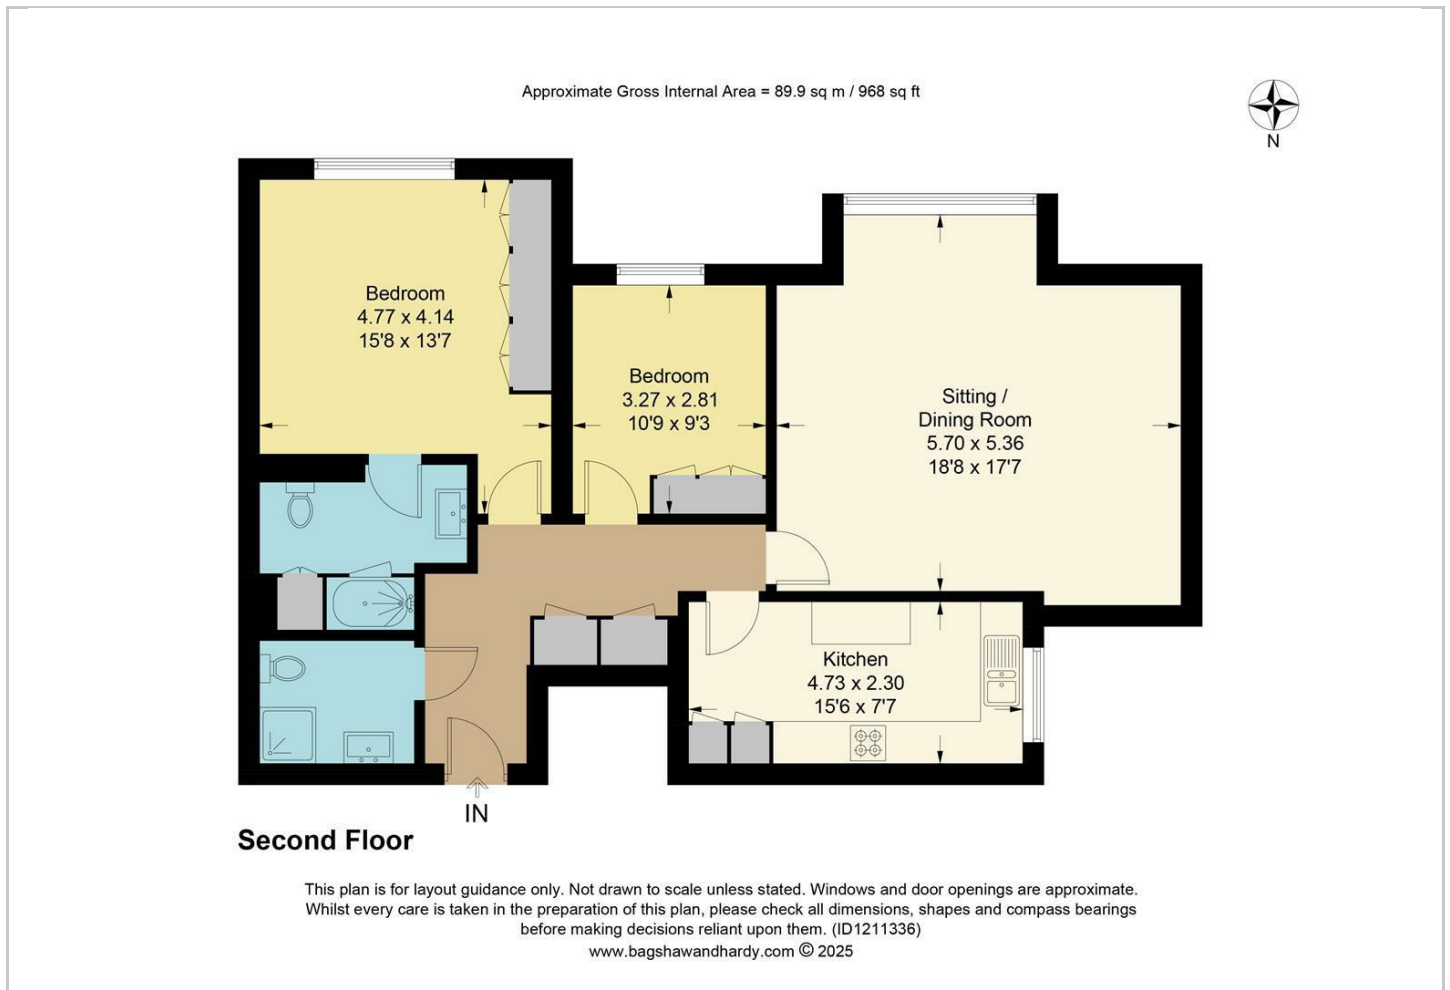 Approximate Gross Internal Area = 89.9 sq m / 968 sq ft
N
Bedroom
4.77 x 4.14
15'8 x 13'7
Bedroom
3.27 x 2.81
10'9 x 9'3
Sitting /
Dining Room
5.70 x 5.36
18'8 x 17'7
Kitchen
4.73 x 2.30
15'6 x 7'7
IN
Second Floor
This plan is for layout guidance only. Not drawn to scale unless stated. Windows and door openings are approximate.
Whilst every care is taken in the preparation of this plan, please check all dimensions, shapes and compass bearings
before making decisions reliant upon them. (ID1211336)
www.bagshawandhardy.com © 2025